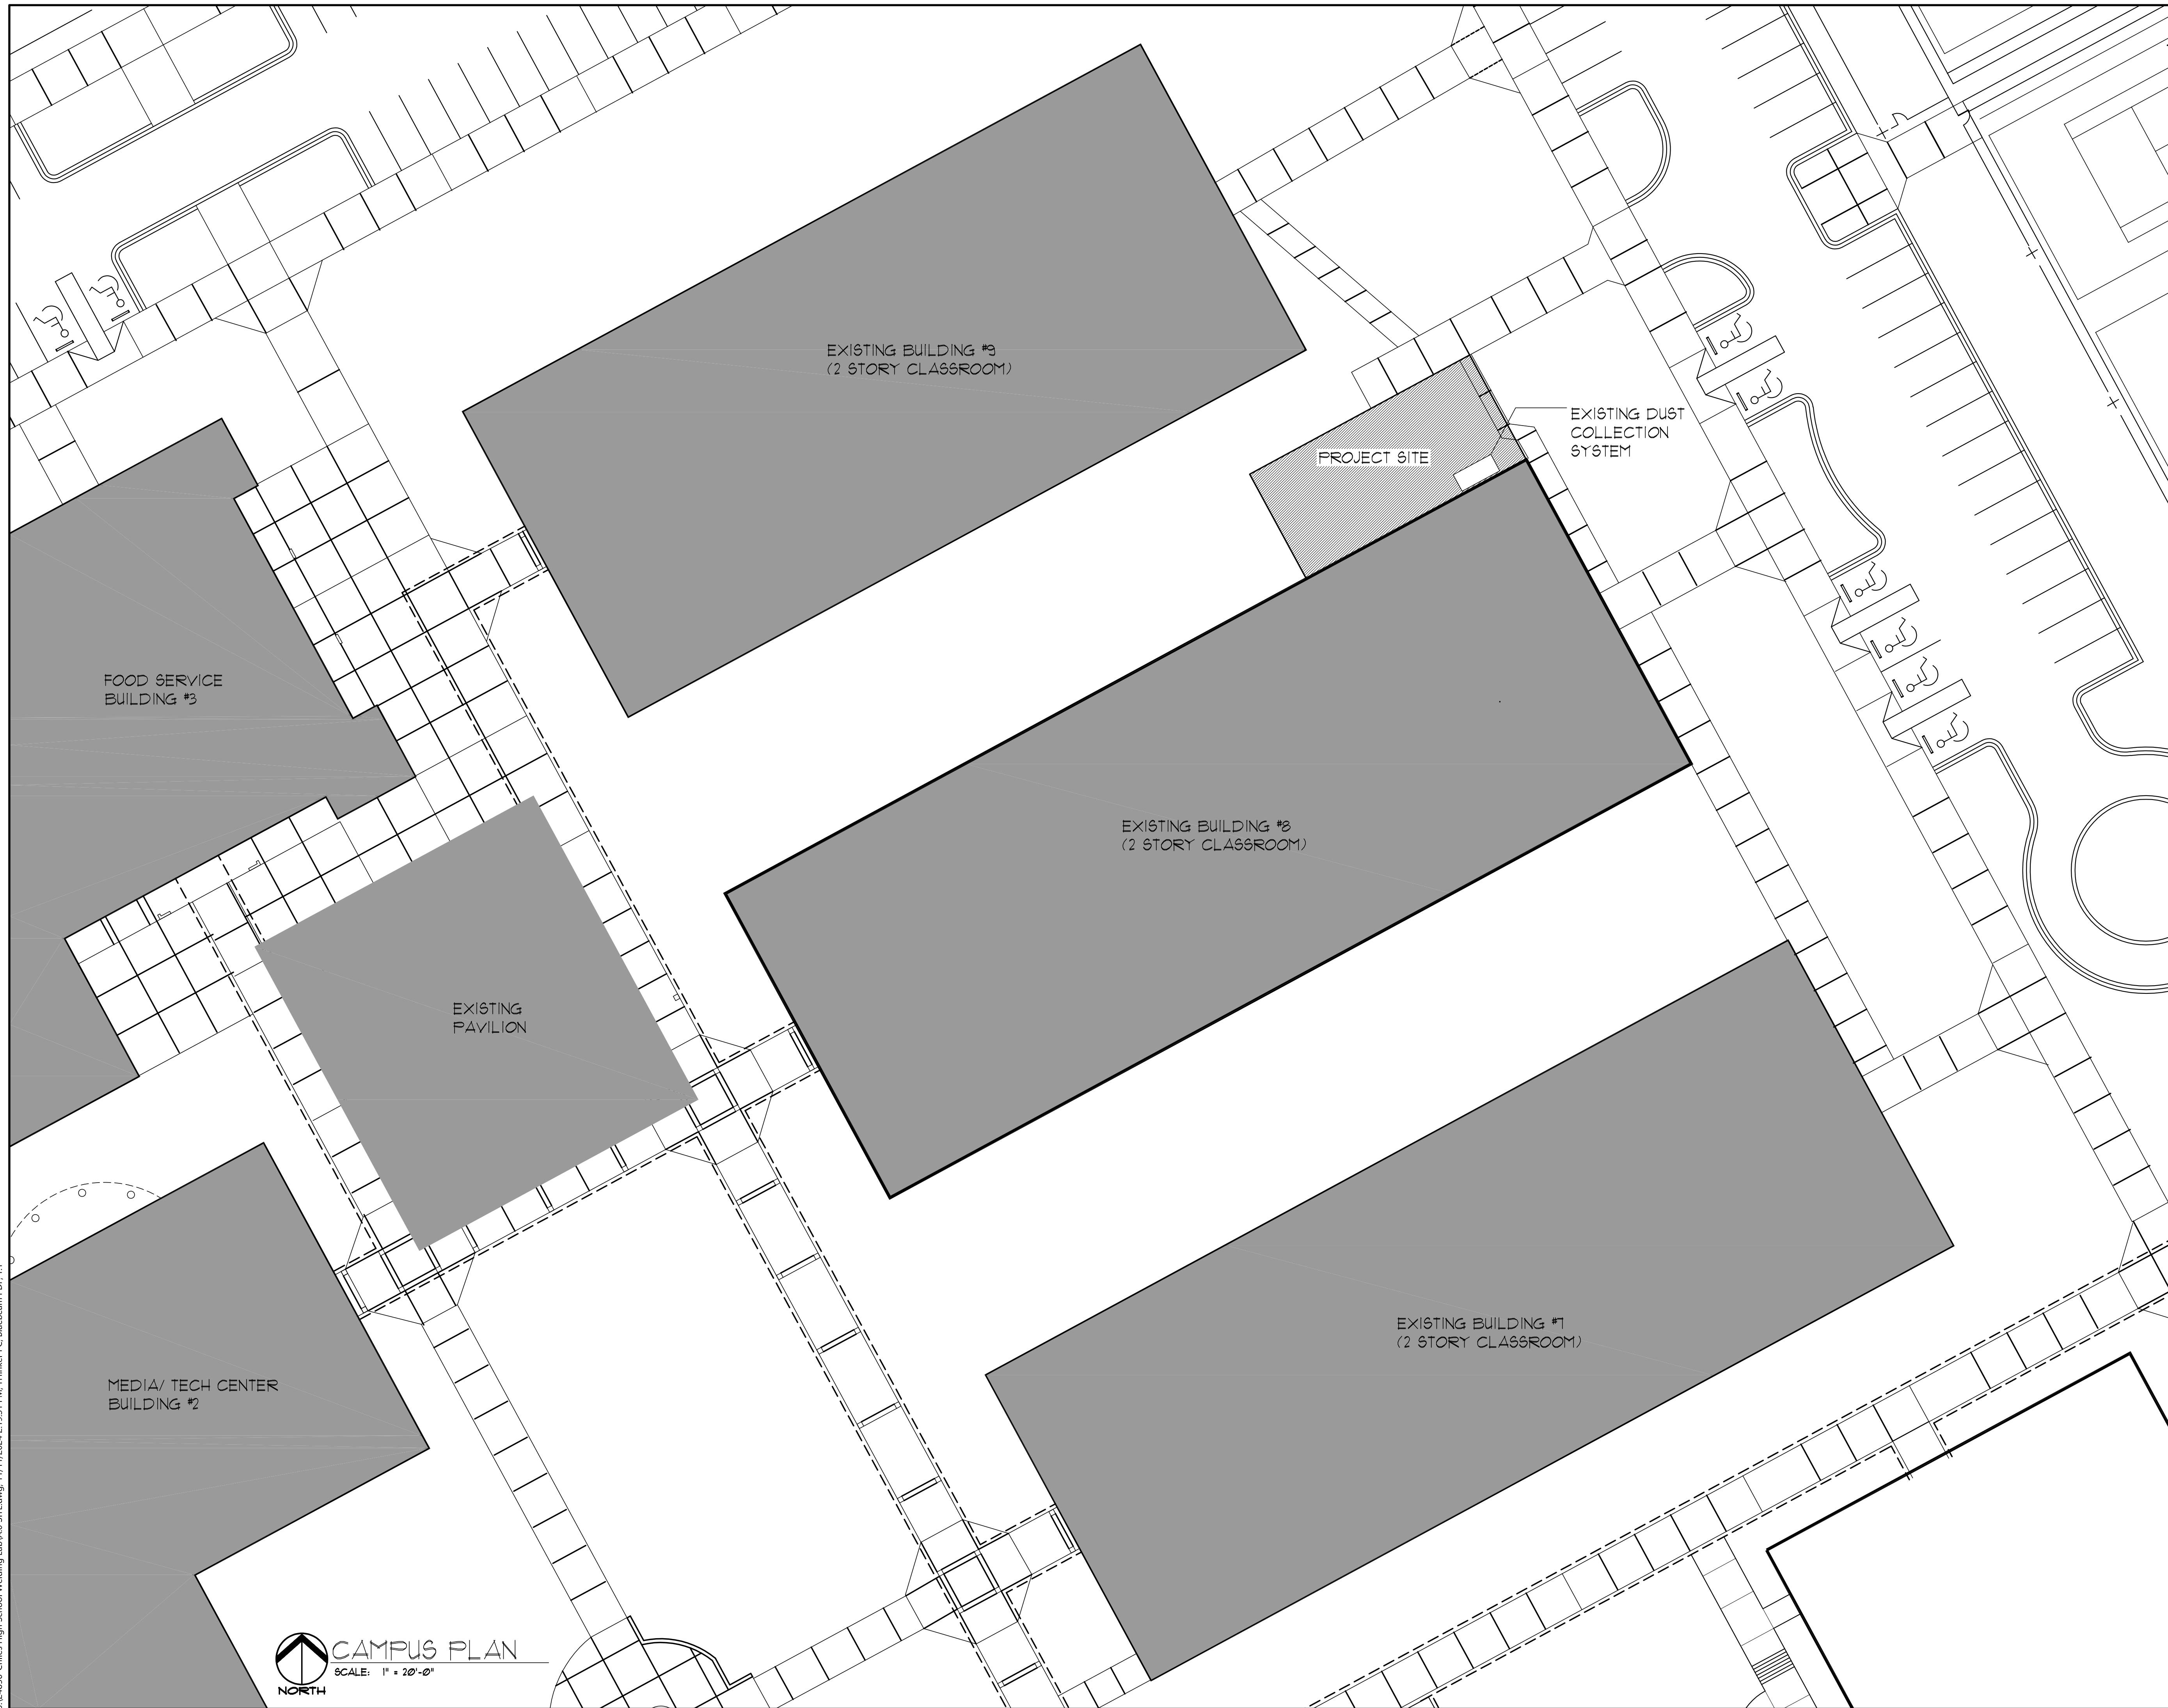 EXISTING BUILDING #9
(2 STORY CLASSROOM)
EXISTING DUST
COLLECTION
SYSTEM
PROJECT SITE
FOOD SERVICE
BUILDING #3
EXISTING BUILDING #8
(2 STORY CLASSROOM)
EXISTING
PAVILION
EXISTING BUILDING #7
(2 STORY CLASSROOM)
MEDIA/ TECH CENTER
BUILDING #2
CAMPUS PLAN
SCALE: 1" = 20'-0"
NORTH